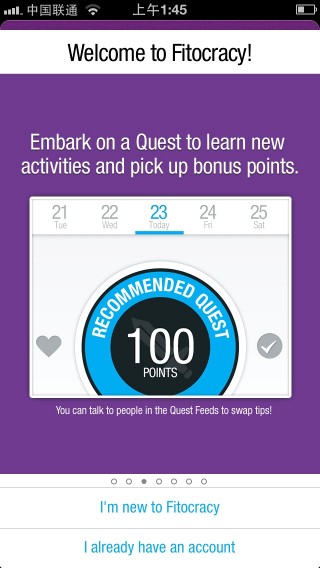 中国联通 上午1:45
Welcome to Fitocracy!
Embark on a Quest to learn new
activities and pick up bonus points.
21 22 23 24 25
Tue Wed Today Fri Sat
RECOMMENDED QUEST
100
POINTS
You can talk to people in the Quest Feeds to swap tips!
I'm new to Fitocracy
I already have an account